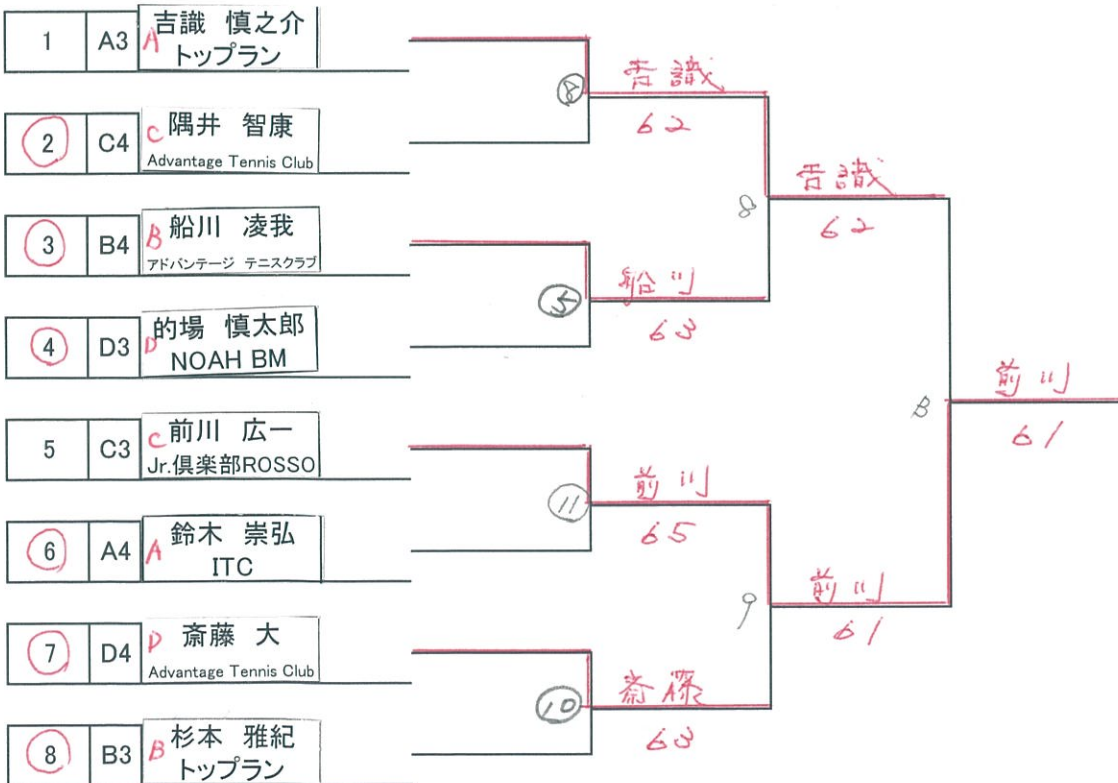 1 A3 A 吉識 慎之介
トップラン
2 C4 C 隅井 智康
Advantage Tennis Club
3 B4 B 船川 凌我
アドバンテージ テニスクラブ
4 D3 D 的場 慎太郎
NOAH BM
5 C3 C 前川 広一
Jr.倶楽部ROSSO
6 A4 A 鈴木 崇弘
ITC
7 D4 D 斎藤 大
Advantage Tennis Club
8 B3 B 杉本 雅紀
トップラン
8 吉識
62
5 船川
63
11 前川
65
10 斎藤
63
8 吉識
62
9 前川
61
前川
61